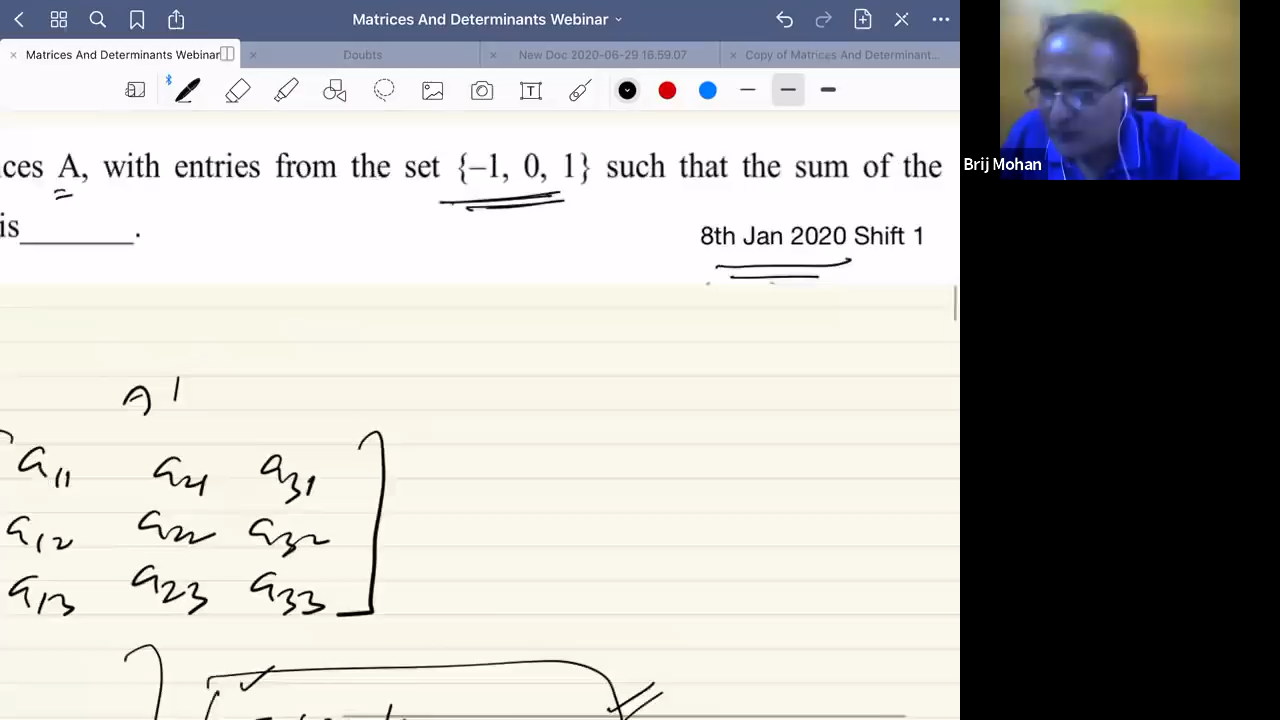 Matrices And Determinants Webinar
Matrices And Determinants Webinar
Doubts
New Doc 2020-06-29 16.59.07
Copy of Matrices And Determinant...
T
Brij Mohan
ces A, with entries from the set {–1, 0, 1} such that the sum of the
is_______.
8th Jan 2020 Shift 1
A'
a11 a21 a31
a12 a22 a32
a13 a23 a33